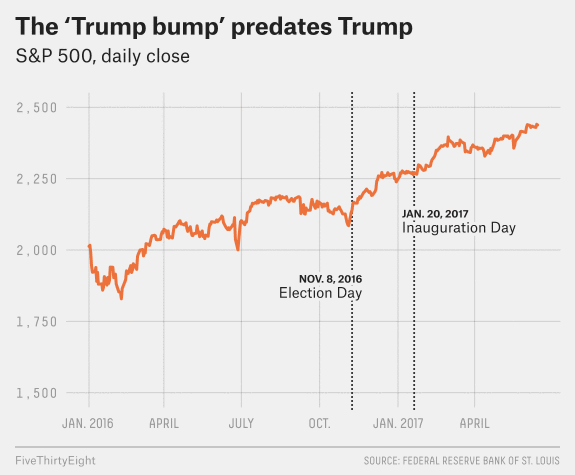 The ‘Trump bump’ predates Trump
S&P 500, daily close
2,500
2,250
2,000
1,750
1,500
JAN. 20, 2017
Inauguration Day
NOV. 8, 2016
Election Day
JAN. 2016 APRIL JULY OCT. JAN. 2017 APRIL
FiveThirtyEight SOURCE: FEDERAL RESERVE BANK OF ST. LOUIS